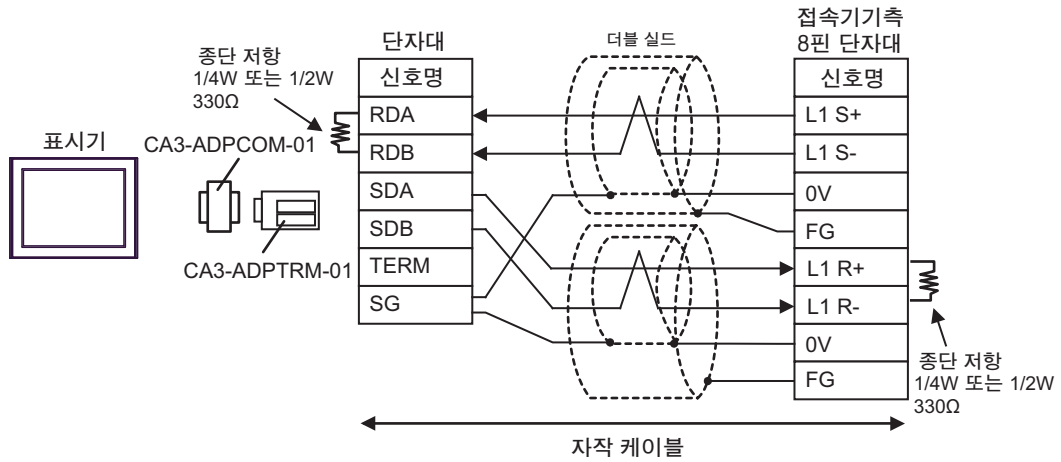 표시기
CA3-ADPCOM-01
CA3-ADPTRM-01
종단 저항
1/4W 또는 1/2W
330Ω
단자대
신호명
RDA
RDB
SDA
SDB
TERM
SG
더블 실드
접속기기측
8핀 단자대
신호명
L1 S+
L1 S-
0V
FG
L1 R+
L1 R-
0V
FG
종단 저항
1/4W 또는 1/2W
330Ω
자작 케이블